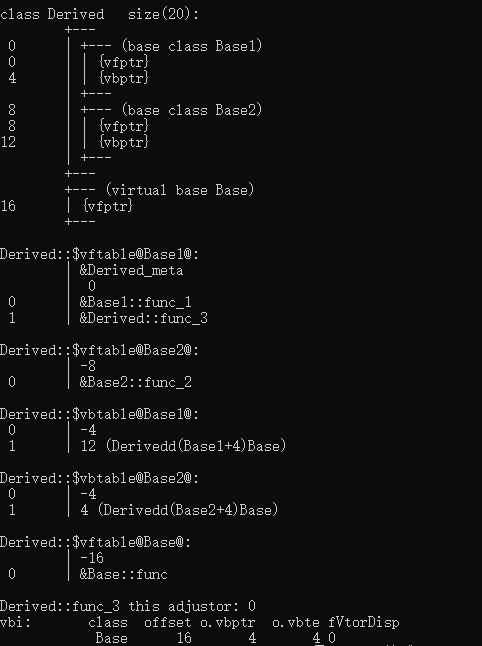 class Derived   size(20):
        +---
 0      | +--- (base class Base1)
 0      | | {vfptr}
 4      | | {vbptr}
        | +---
 8      | +--- (base class Base2)
 8      | | {vfptr}
12      | | {vbptr}
        | +---
        +---
        +--- (virtual base Base)
16      | {vfptr}
        +---
Derived::$vftable@Base1@:
        | &Derived_meta
        |  0
 0      | &Base1::func_1
 1      | &Derived::func_3
Derived::$vftable@Base2@:
        | -8
 0      | &Base2::func_2
Derived::$vbtable@Base1@:
 0      | -4
 1      | 12 (Derivedd(Base1+4)Base)
Derived::$vbtable@Base2@:
 0      | -4
 1      | 4 (Derivedd(Base2+4)Base)
Derived::$vftable@Base@:
        | -16
 0      | &Base::func
Derived::func_3 this adjustor: 0
vbi:       class  offset o.vbptr  o.vbte fVtorDisp
            Base      16       4       4 0